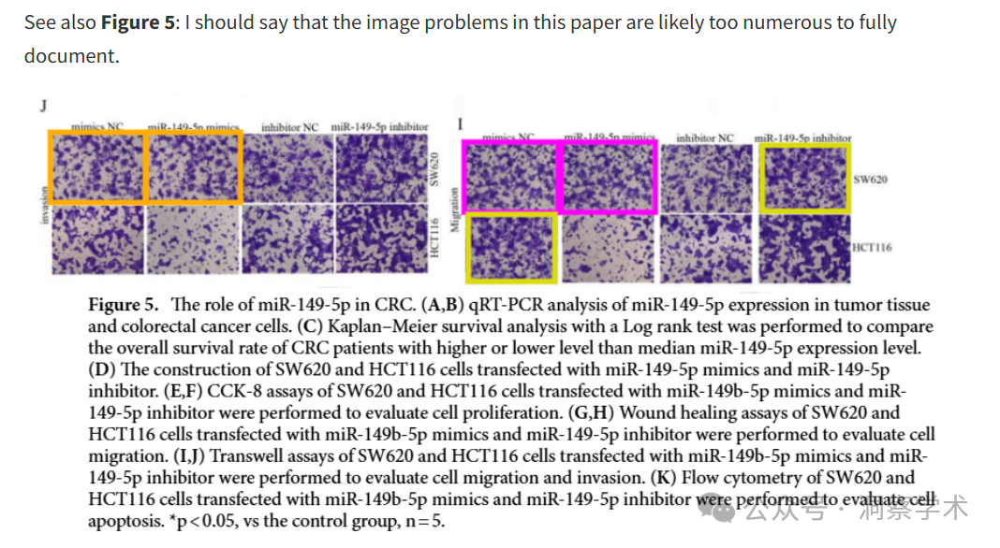 See also Figure 5: I should say that the image problems in this paper are likely too numerous to fully
document.
J
mimics NC miR-149-5p mimics inhibitor NC miR-149-5p inhibitor
invasion
SW620
HCT116
I
mimics NC miR-149-5p mimics inhibitor NC miR-149-5p inhibitor
Migration
SW620
HCT116
Figure 5. The role of miR-149-5p in CRC. (A,B) qRT-PCR analysis of miR-149-5p expression in tumor tissue
and colorectal cancer cells. (C) Kaplan–Meier survival analysis with a Log rank test was performed to compare
the overall survival rate of CRC patients with higher or lower level than median miR-149-5p expression level.
(D) The construction of SW620 and HCT116 cells transfected with miR-149-5p mimics and miR-149-5p
inhibitor. (E,F) CCK-8 assays of SW620 and HCT116 cells transfected with miR-149b-5p mimics and miR-
149-5p inhibitor were performed to evaluate cell proliferation. (G,H) Wound healing assays of SW620 and
HCT116 cells transfected with miR-149b-5p mimics and miR-149-5p inhibitor were performed to evaluate cell
migration. (I,J) Transwell assays of SW620 and HCT116 cells transfected with miR-149b-5p mimics and miR-
149-5p inhibitor were performed to evaluate cell migration and invasion. (K) Flow cytometry of SW620 and
HCT116 cells transfected with miR-149b-5p mimics and miR-149-5p inhibitor were performed to evaluate cell
apoptosis. *p<0.05, vs the control group, n=5.
公众号 · 洞察学术